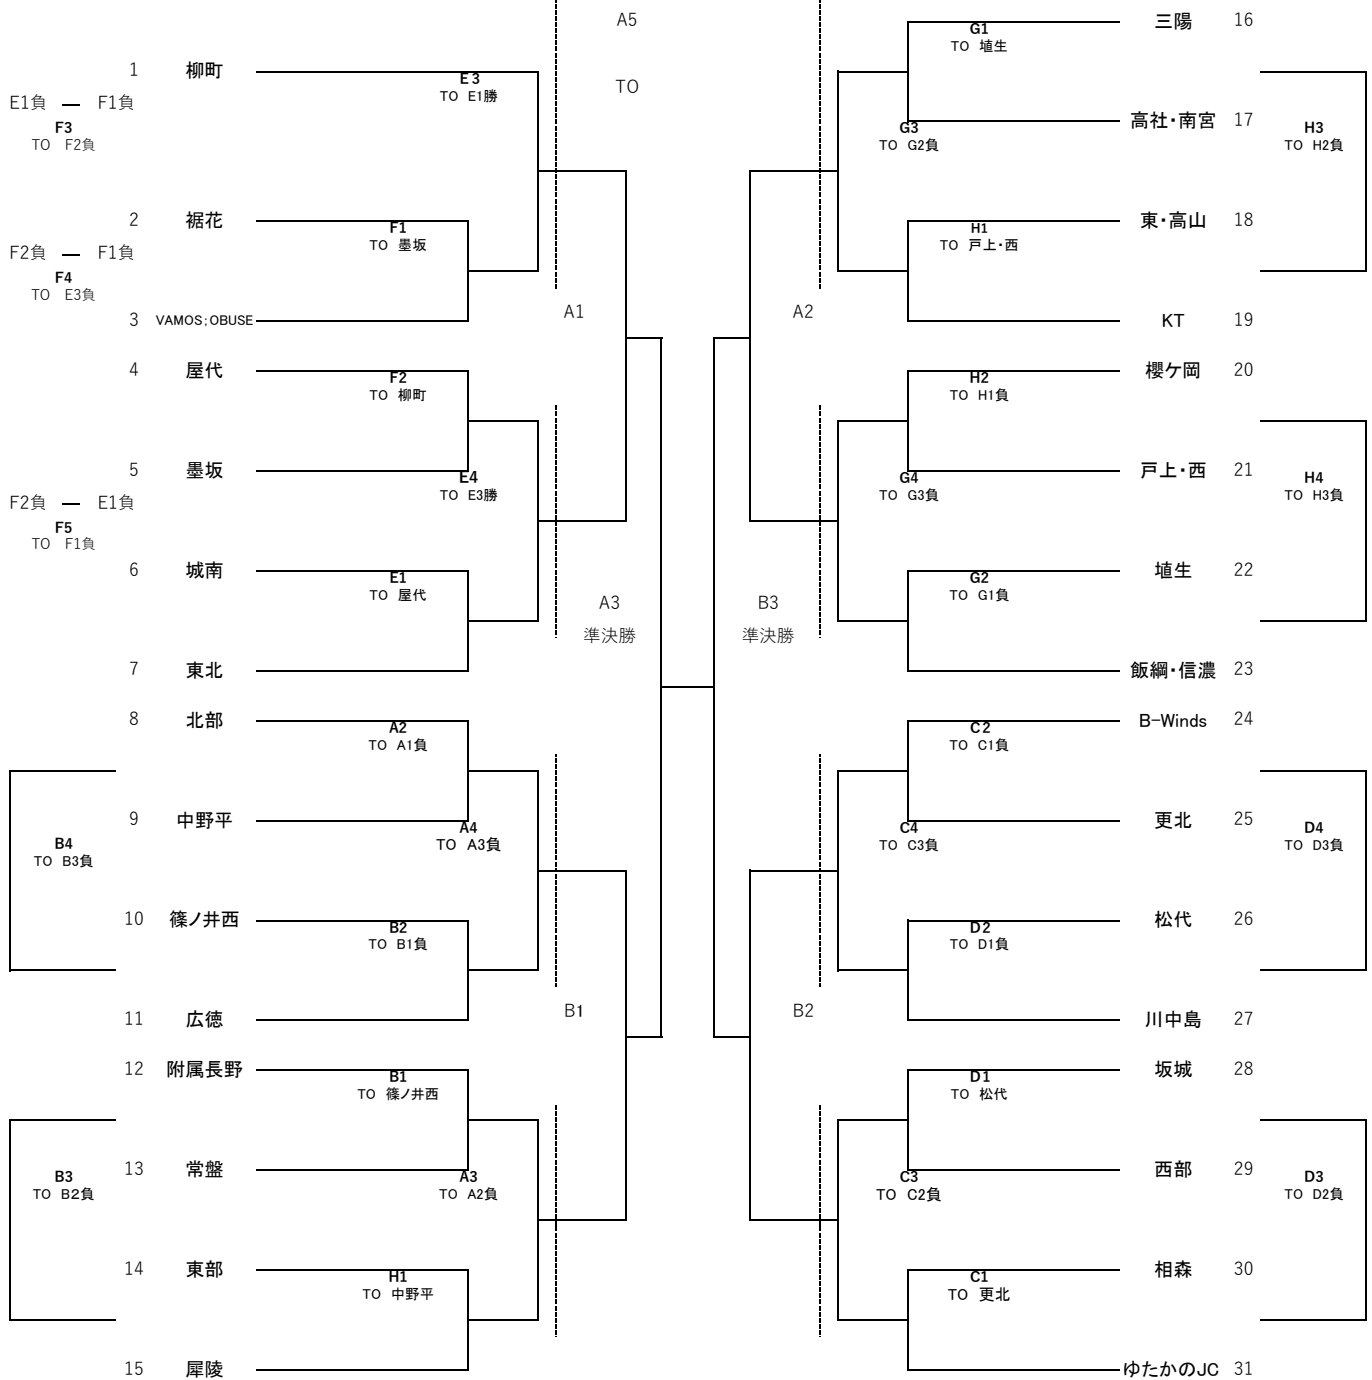 A5
TO
1 柳町
E3
TO E1勝
E1負 ー F1負
F3
TO F2負
2 裾花
F1
TO 墨坂
F2負 ー F1負
F4
TO E3負
3 VAMOS;OBUSE
A1
4 屋代
F2
TO 柳町
5 墨坂
E4
TO E3勝
F2負 ー E1負
F5
TO F1負
6 城南
E1
TO 屋代
A3
準決勝
7 東北
8 北部
A2
TO A1負
9 中野平
A4
TO A3負
B4
TO B3負
10 篠ノ井西
B2
TO B1負
11 広徳
B1
12 附属長野
B1
TO 篠ノ井西
13 常盤
A3
TO A2負
B3
TO B2負
14 東部
H1
TO 中野平
15 犀陵
三陽 16
G1
TO 埴生
高社・南宮 17
G3
TO G2負
H3
TO H2負
東・高山 18
H1
TO 戸上・西
A2
KT 19
櫻ケ岡 20
H2
TO H1負
戸上・西 21
G4
TO G3負
H4
TO H3負
埴生 22
G2
TO G1負
B3
準決勝
飯綱・信濃 23
B-Winds 24
C2
TO C1負
更北 25
C4
TO C3負
D4
TO D3負
松代 26
D2
TO D1負
B2
川中島 27
坂城 28
D1
TO 松代
西部 29
C3
TO C2負
D3
TO D2負
相森 30
C1
TO 更北
ゆたかのJC 31